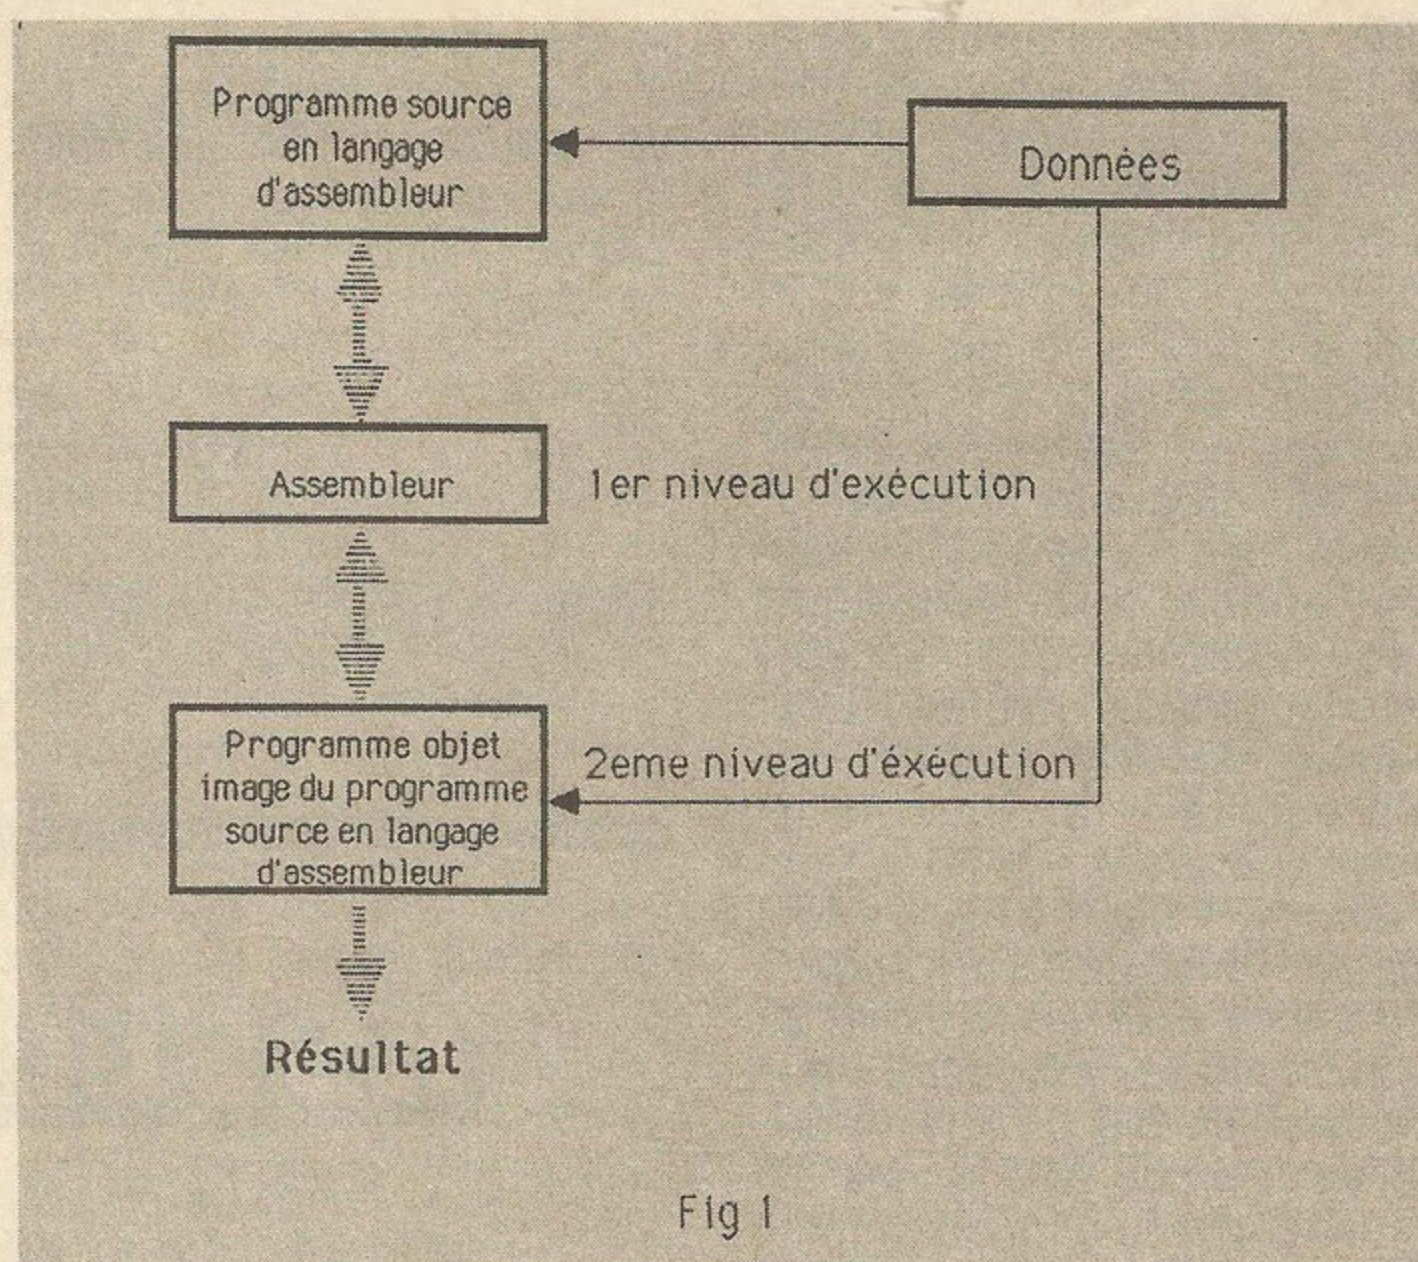 Programme source
en langage
d'assembleur
Données
Assembleur
1er niveau d'exécution
Programme objet
image du programme
source en langage
d'assembleur
2eme niveau d'éxécution
Résultat
Fig 1